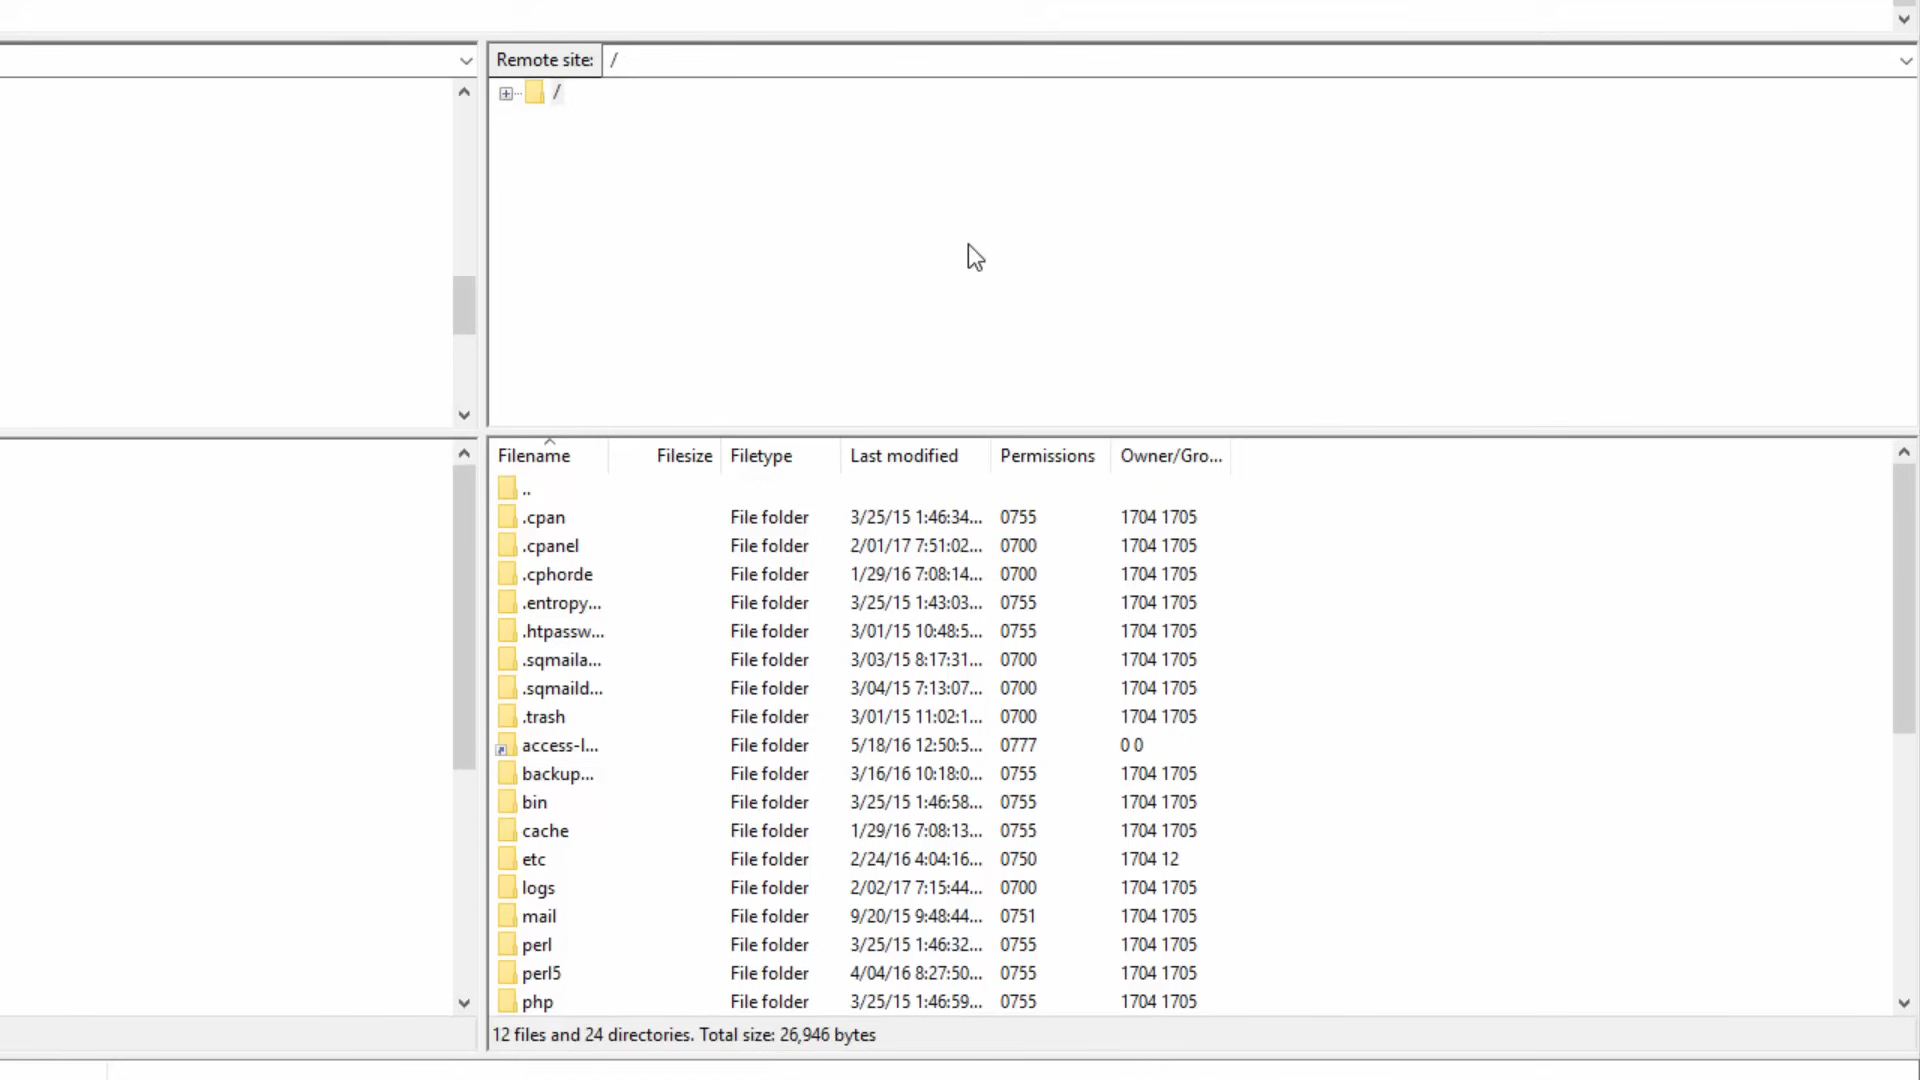 Remote site: /
/
Filename Filesize Filetype Last modified Permissions Owner/Gro...
..
.cpan File folder 3/25/15 1:46:34... 0755 1704 1705
.cpanel File folder 2/01/17 7:51:02... 0700 1704 1705
.cphorde File folder 1/29/16 7:08:14... 0700 1704 1705
.entropy... File folder 3/25/15 1:43:03... 0755 1704 1705
.htpassw... File folder 3/01/15 10:48:5... 0755 1704 1705
.sqmaila... File folder 3/03/15 8:17:31... 0700 1704 1705
.sqmaild... File folder 3/04/15 7:13:07... 0700 1704 1705
.trash File folder 3/01/15 11:02:1... 0700 1704 1705
access-l... File folder 5/18/16 12:50:5... 0777 0 0
backup... File folder 3/16/16 10:18:0... 0755 1704 1705
bin File folder 3/25/15 1:46:58... 0755 1704 1705
cache File folder 1/29/16 7:08:13... 0755 1704 1705
etc File folder 2/24/16 4:04:16... 0750 1704 12
logs File folder 2/02/17 7:15:44... 0700 1704 1705
mail File folder 9/20/15 9:48:44... 0751 1704 1705
perl File folder 3/25/15 1:46:32... 0755 1704 1705
perl5 File folder 4/04/16 8:27:50... 0755 1704 1705
php File folder 3/25/15 1:46:59... 0755 1704 1705
12 files and 24 directories. Total size: 26,946 bytes